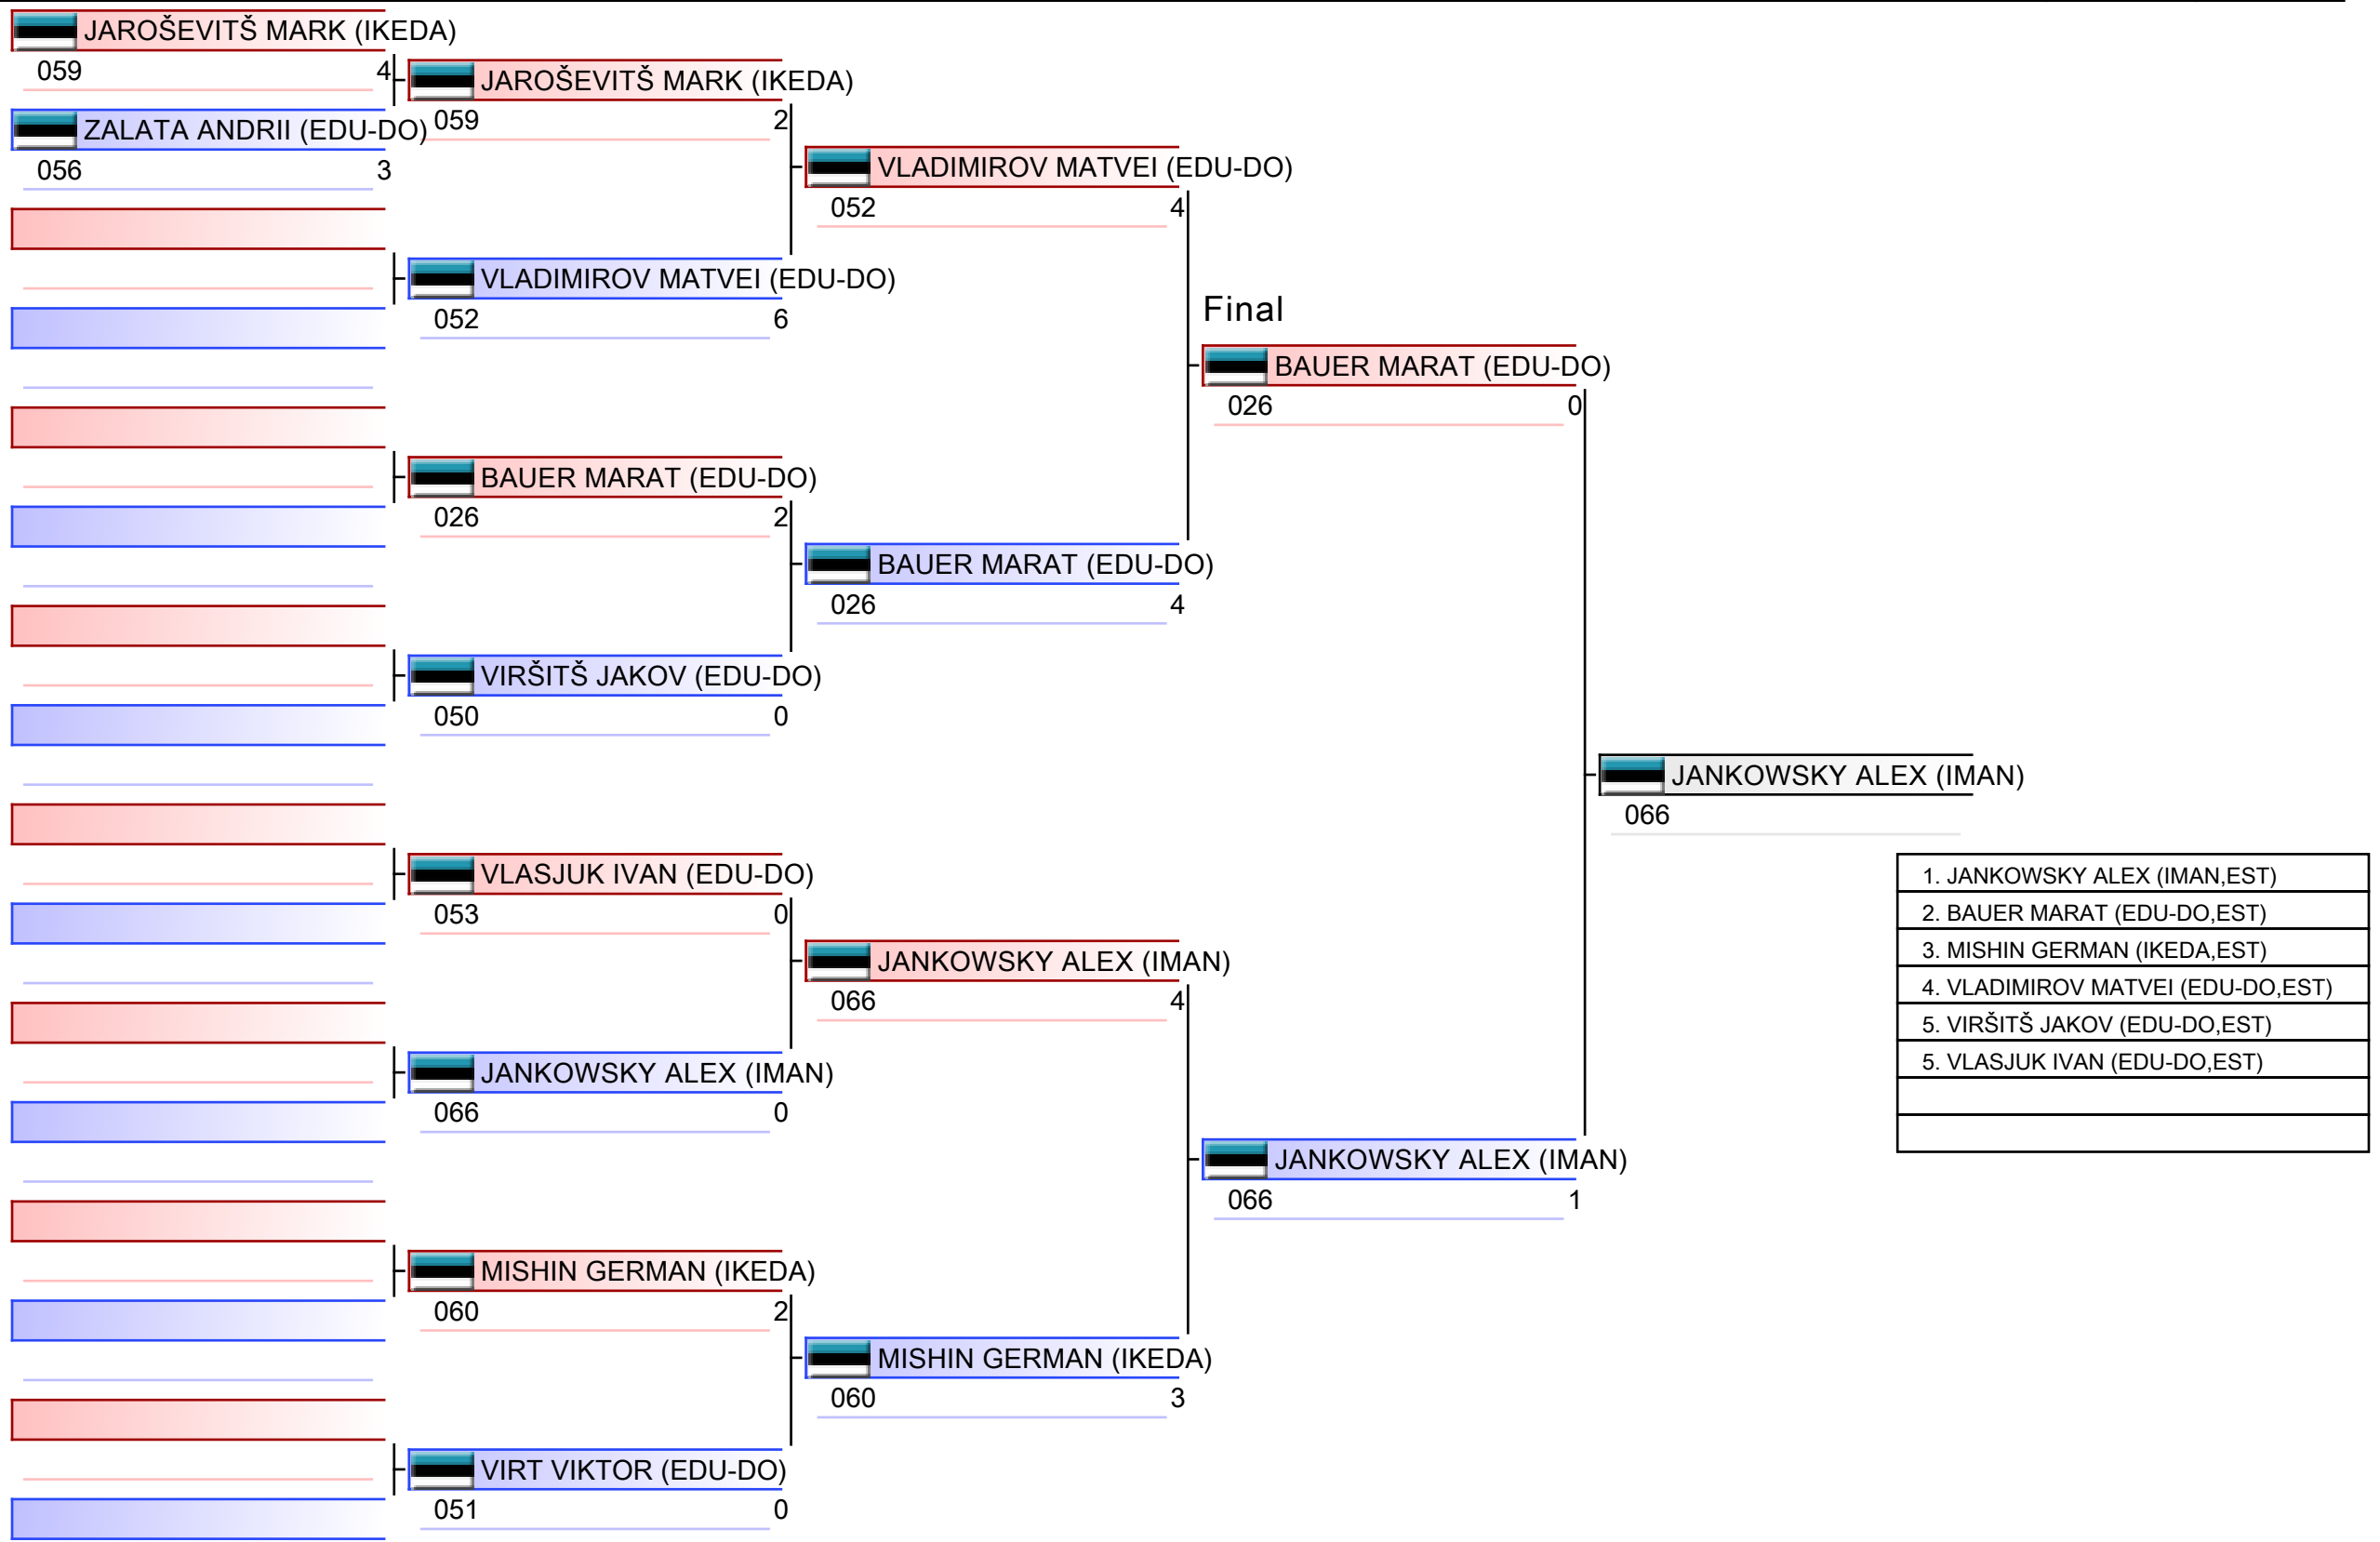 JAROŠEVITŠ MARK (IKEDA)
059 4
ZALATA ANDRII (EDU-DO)
056 3
JAROŠEVITŠ MARK (IKEDA)
059 2
VLADIMIROV MATVEI (EDU-DO)
052 6
BAUER MARAT (EDU-DO)
026 2
VIRŠITŠ JAKOV (EDU-DO)
050 0
VLASJUK IVAN (EDU-DO)
053 0
JANKOWSKY ALEX (IMAN)
066 0
MISHIN GERMAN (IKEDA)
060 2
VIRT VIKTOR (EDU-DO)
051 0
VLADIMIROV MATVEI (EDU-DO)
052 4
BAUER MARAT (EDU-DO)
026 4
JANKOWSKY ALEX (IMAN)
066 4
MISHIN GERMAN (IKEDA)
060 3
Final
BAUER MARAT (EDU-DO)
026 0
JANKOWSKY ALEX (IMAN)
066 1
JANKOWSKY ALEX (IMAN)
066
1. JANKOWSKY ALEX (IMAN,EST)
2. BAUER MARAT (EDU-DO,EST)
3. MISHIN GERMAN (IKEDA,EST)
4. VLADIMIROV MATVEI (EDU-DO,EST)
5. VIRŠITŠ JAKOV (EDU-DO,EST)
5. VLASJUK IVAN (EDU-DO,EST)